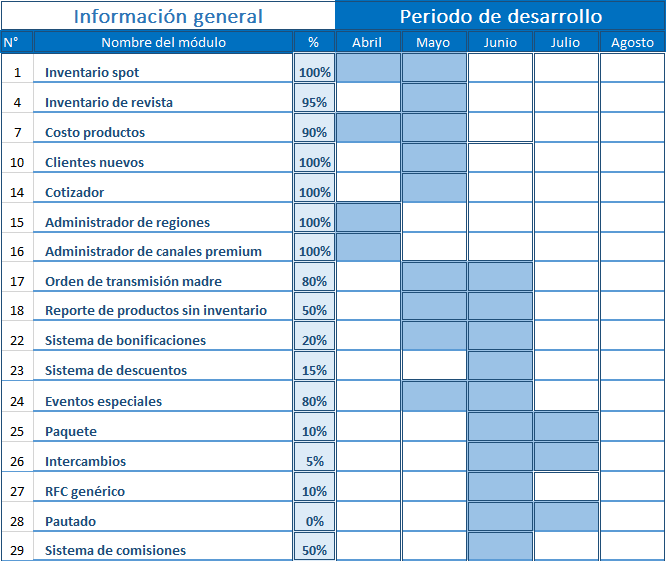 Información general Periodo de desarrollo
N° Nombre del módulo % Abril Mayo Junio Julio Agosto
1 Inventario spot 100%
4 Inventario de revista 95%
7 Costo productos 90%
10 Clientes nuevos 100%
14 Cotizador 100%
15 Administrador de regiones 100%
16 Administrador de canales premium 100%
17 Orden de transmisión madre 80%
18 Reporte de productos sin inventario 50%
22 Sistema de bonificaciones 20%
23 Sistema de descuentos 15%
24 Eventos especiales 80%
25 Paquete 10%
26 Intercambios 5%
27 RFC genérico 10%
28 Pautado 0%
29 Sistema de comisiones 50%